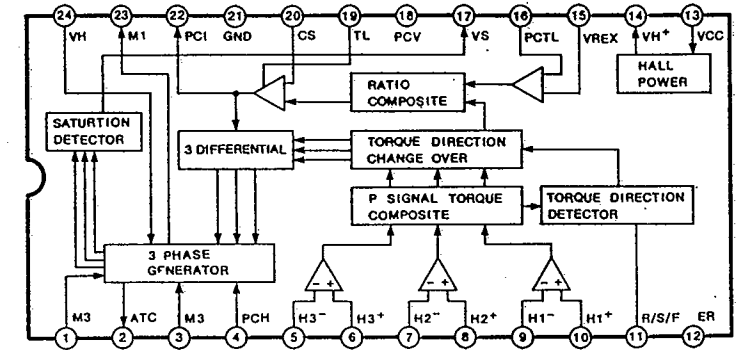 24 23 22 21 20 19 18 17 16 15 14 13
VH M1 PCI GND CS TL PCV VS PCTL VREX VH+ VCC
HALL
POWER
RATIO
COMPOSITE
SATURTION
DETECTOR
3 DIFFERENTIAL
TORQUE DIRECTION
CHANGE OVER
P SIGNAL TORQUE
COMPOSITE
TORQUE DIRECTION
DETECTOR
3 PHASE
GENERATOR
- + - + - +
M3 ATC M3 PCH H3- H3+ H2- H2+ H1- H1+ R/S/F ER
1 2 3 4 5 6 7 8 9 10 11 12